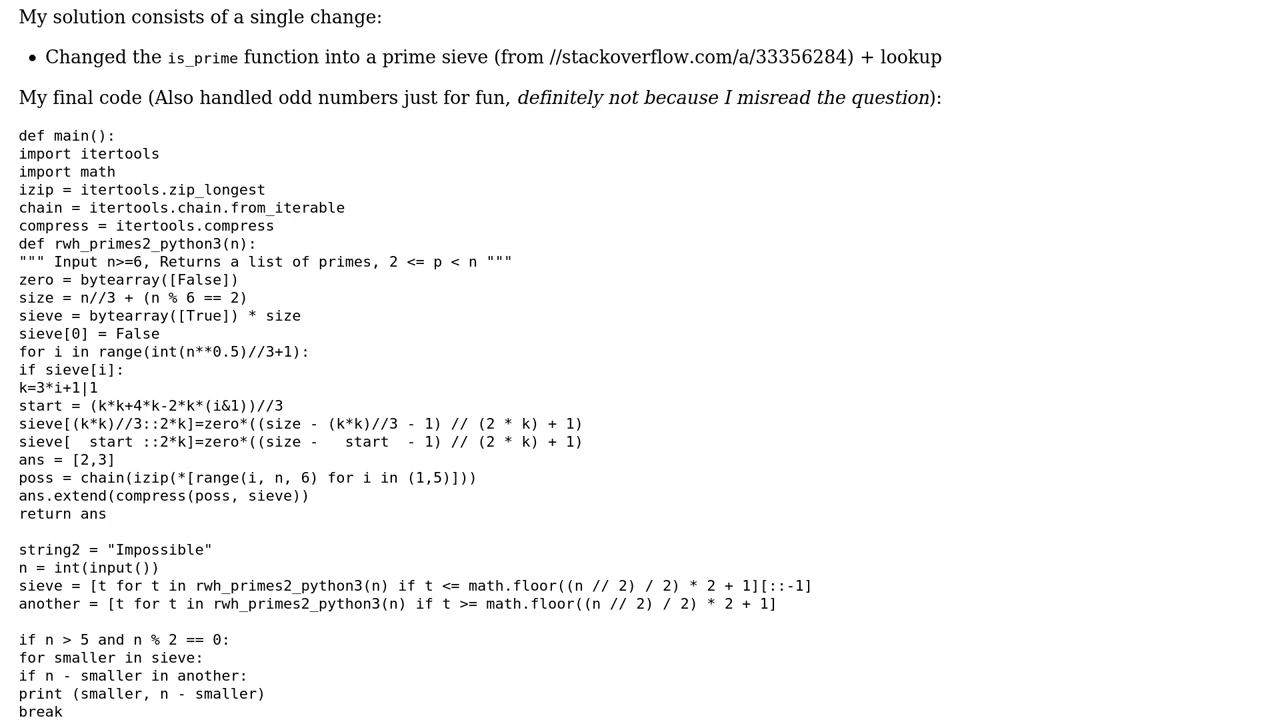 My solution consists of a single change:
• Changed the is_prime function into a prime sieve (from //stackoverflow.com/a/33356284) + lookup
My final code (Also handled odd numbers just for fun, definitely not because I misread the question):
def main():
import itertools
import math
izip = itertools.zip_longest
chain = itertools.chain.from_iterable
compress = itertools.compress
def rwh_primes2_python3(n):
""" Input n>=6, Returns a list of primes, 2 <= p < n """
zero = bytearray([False])
size = n//3 + (n % 6 == 2)
sieve = bytearray([True]) * size
sieve[0] = False
for i in range(int(n**0.5)//3+1):
if sieve[i]:
k=3*i+1|1
start = (k*k+4*k-2*k*(i&1))//3
sieve[(k*k)//3::2*k]=zero*((size - (k*k)//3 - 1) // (2 * k) + 1)
sieve[  start ::2*k]=zero*((size -   start  - 1) // (2 * k) + 1)
ans = [2,3]
poss = chain(izip(*[range(i, n, 6) for i in (1,5)]))
ans.extend(compress(poss, sieve))
return ans
string2 = "Impossible"
n = int(input())
sieve = [t for t in rwh_primes2_python3(n) if t <= math.floor((n // 2) / 2) * 2 + 1][::-1]
another = [t for t in rwh_primes2_python3(n) if t >= math.floor((n // 2) / 2) * 2 + 1]
if n > 5 and n % 2 == 0:
for smaller in sieve:
if n - smaller in another:
print (smaller, n - smaller)
break